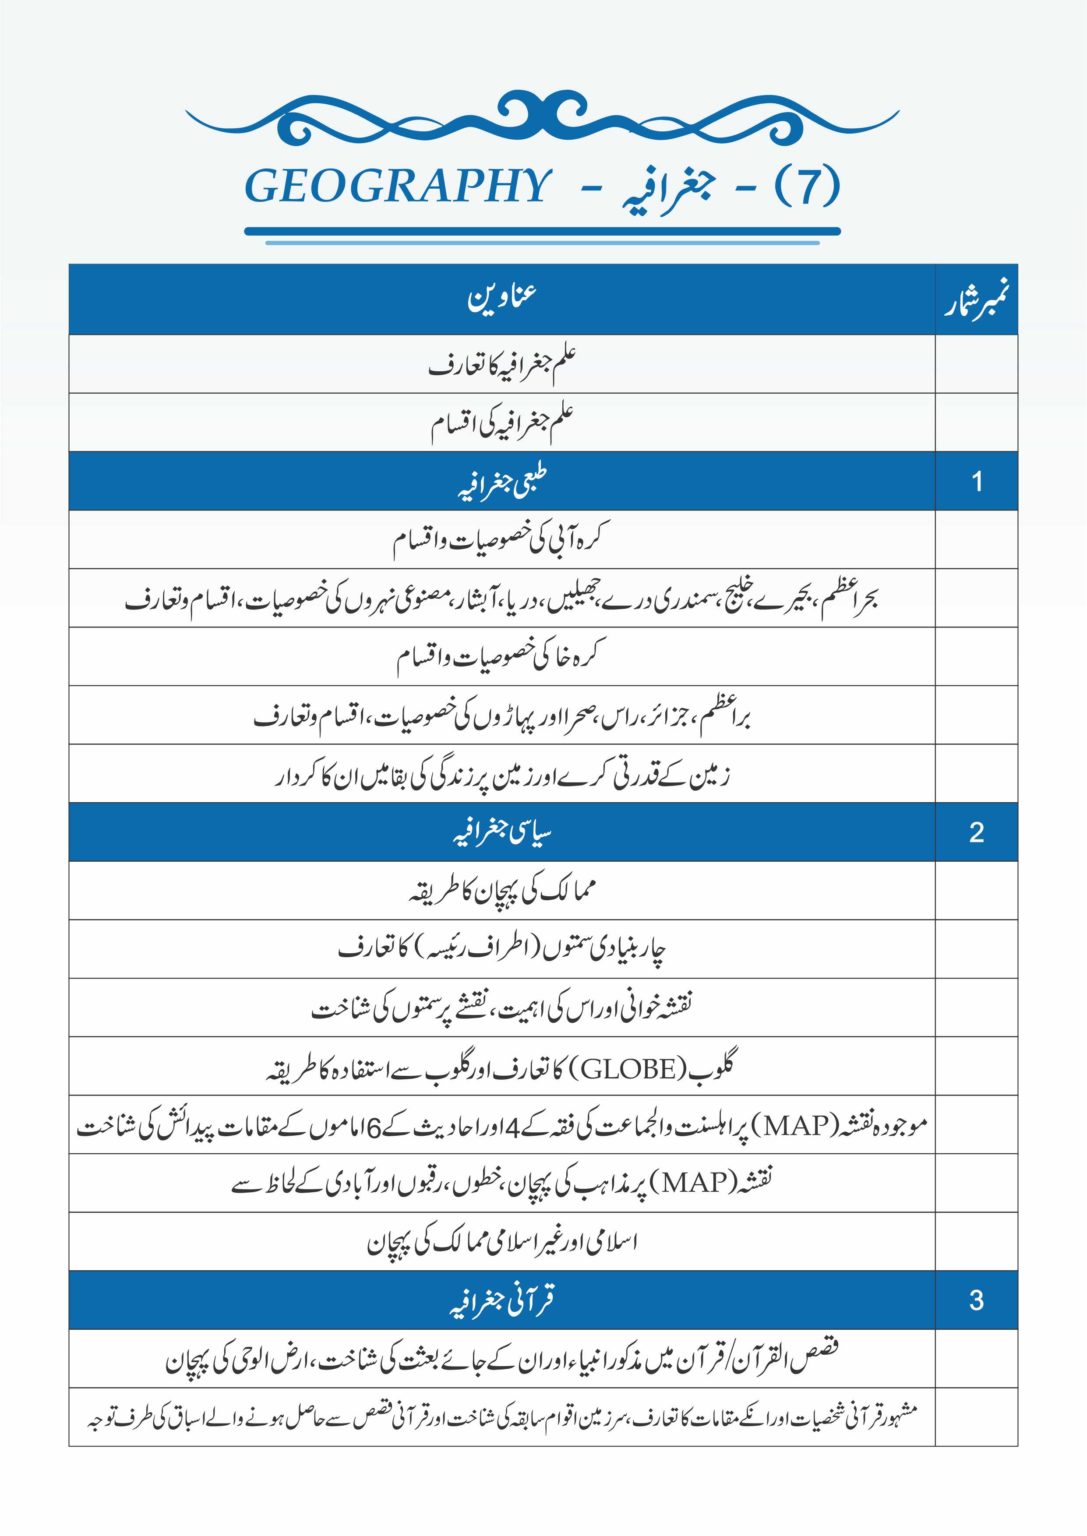 (7) - جغرافیہ - GEOGRAPHY
نمبر شمار عناوین
علم جغرافیہ کا تعارف
علم جغرافیہ کی اقسام
1 طبعی جغرافیہ
کرہ آبی کی خصوصیات و اقسام
بحر اعظم، بحیرے، خلیج، سمندری درے، جھیلیں، دریا، آبشار، مصنوعی نہروں کی خصوصیات، اقسام و تعارف
کرہ خا کی خصوصیات و اقسام
براعظم، جزائر، راس، صحرا اور پہاڑوں کی خصوصیات، اقسام و تعارف
زمین کے قدرتی کرے اور زمین پر زندگی کی بقا میں ان کا کردار
2 سیاسی جغرافیہ
ممالک کی پہچان کا طریقہ
چار بنیادی سمتوں (اطراف رئیسہ) کا تعارف
نقشہ خوانی اور اس کی اہمیت، نقشے پر سمتوں کی شناخت
گلوب (GLOBE) کا تعارف اور گلوب سے استفادہ کا طریقہ
موجودہ نقشہ (MAP) پر اہلسنت والجماعت کی فقہ کے 4 اور احادیث کے 6 اماموں کے مقامات پیدائش کی شناخت
نقشہ (MAP) پر مذاہب کی پہچان، خطوں، رقبوں اور آبادی کے لحاظ سے
اسلامی اور غیر اسلامی ممالک کی پہچان
3 قرآنی جغرافیہ
قصص القرآن/قرآن میں مذکور انبیاء اور ان کے جائے بعثت کی شناخت، ارض الوحی کی پہچان
مشہور قرآنی شخصیات اور انکے مقامات کا تعارف، سرزمین اقوام سابقہ کی شناخت اور قرآنی قصص سے حاصل ہونے والے اسباق کی طرف توجہ